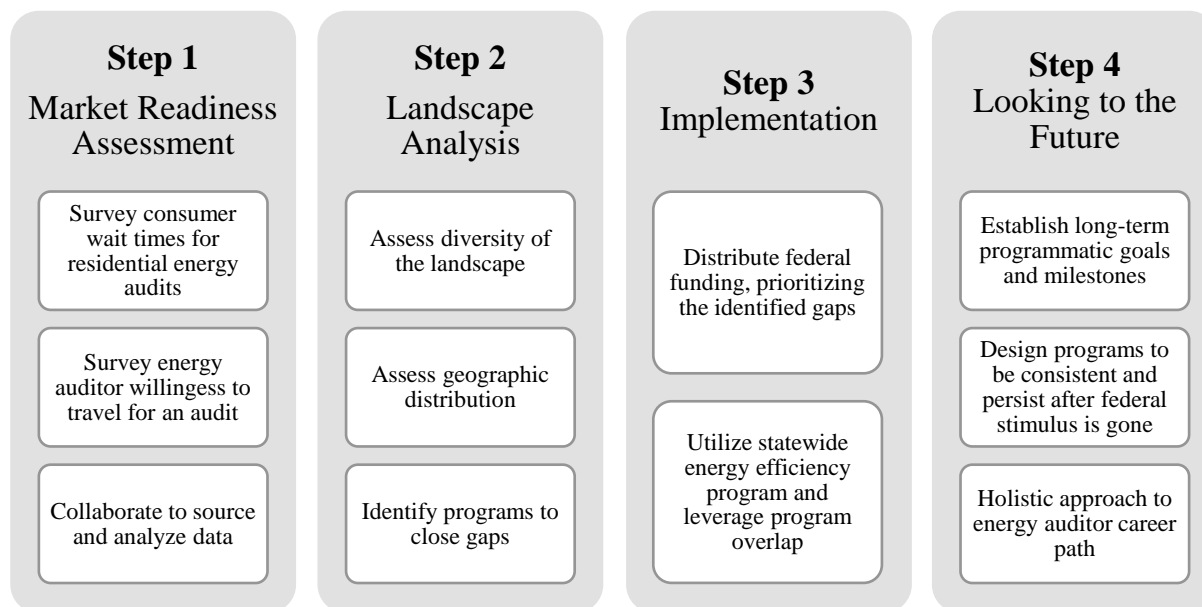 Step 1
Market Readiness
Assessment
Survey consumer
wait times for
residential energy
audits
Survey energy
auditor willingess to
travel for an audit
Collaborate to source
and analyze data
Step 2
Landscape
Analysis
Assess diversity of
the landscape
Assess geographic
distribution
Identify programs to
close gaps
Step 3
Implementation
Distribute federal
funding, prioritizing
the identified gaps
Utilize statewide
energy efficiency
program and
leverage program
overlap
Step 4
Looking to the
Future
Establish long-term
programmatic goals
and milestones
Design programs to
be consistent and
persist after federal
stimulus is gone
Holistic approach to
energy auditor career
path